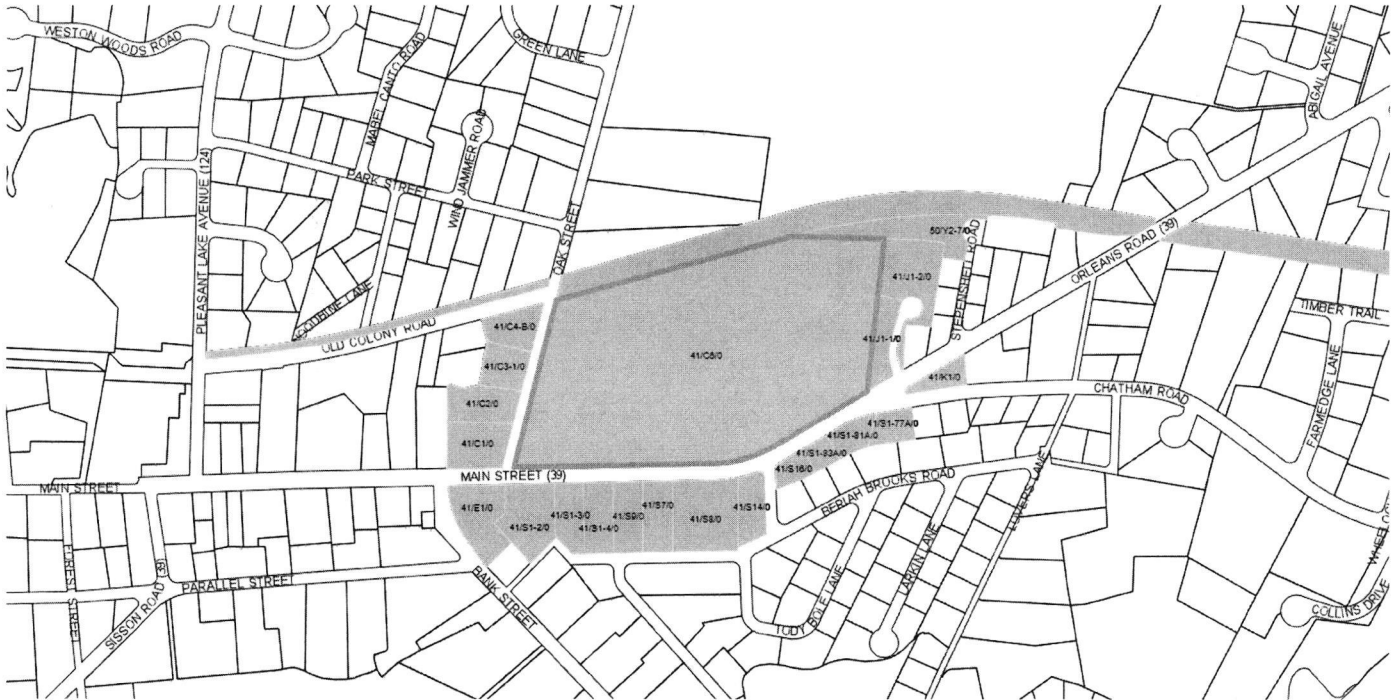 WESTON WOODS ROAD
MABEL CANTO ROAD
GREEN LANE
ABIGAIL AVENUE
PLEASANT LAKE AVENUE (124)
PARK STREET
WIND JAMMER ROAD
OAK STREET
50/Y2-7/0
STEPENSHELL ROAD
ORLEANS ROAD (39)
41/J1-2/0
WOODBINE LANE
OLD COLONY ROAD
41/C4-B/0
41/J1-1/0
TIMBER TRAIL
41/C3-1/0
41/K1/0
CHATHAM ROAD
FARMEDGE LANE
41/C2/0
41/S1-77A/0
41/S1-81A/0
41/C1/0
41/S1-83A/0
41/S16/0
MAIN STREET (39)
MAIN STREET
BERIAH BROOKS ROAD
LOVERS LANE
41/E1/0
41/S1-2/0
41/S1-3/0
41/S1-4/0
41/S9/0
41/S7/0
41/S8/0
41/S14/0
FOREST STREET
SISSON ROAD
PARALLEL STREET
BANK STREET
TODY BOLE LANE
LARKIN LANE
COLLINS DRIVE